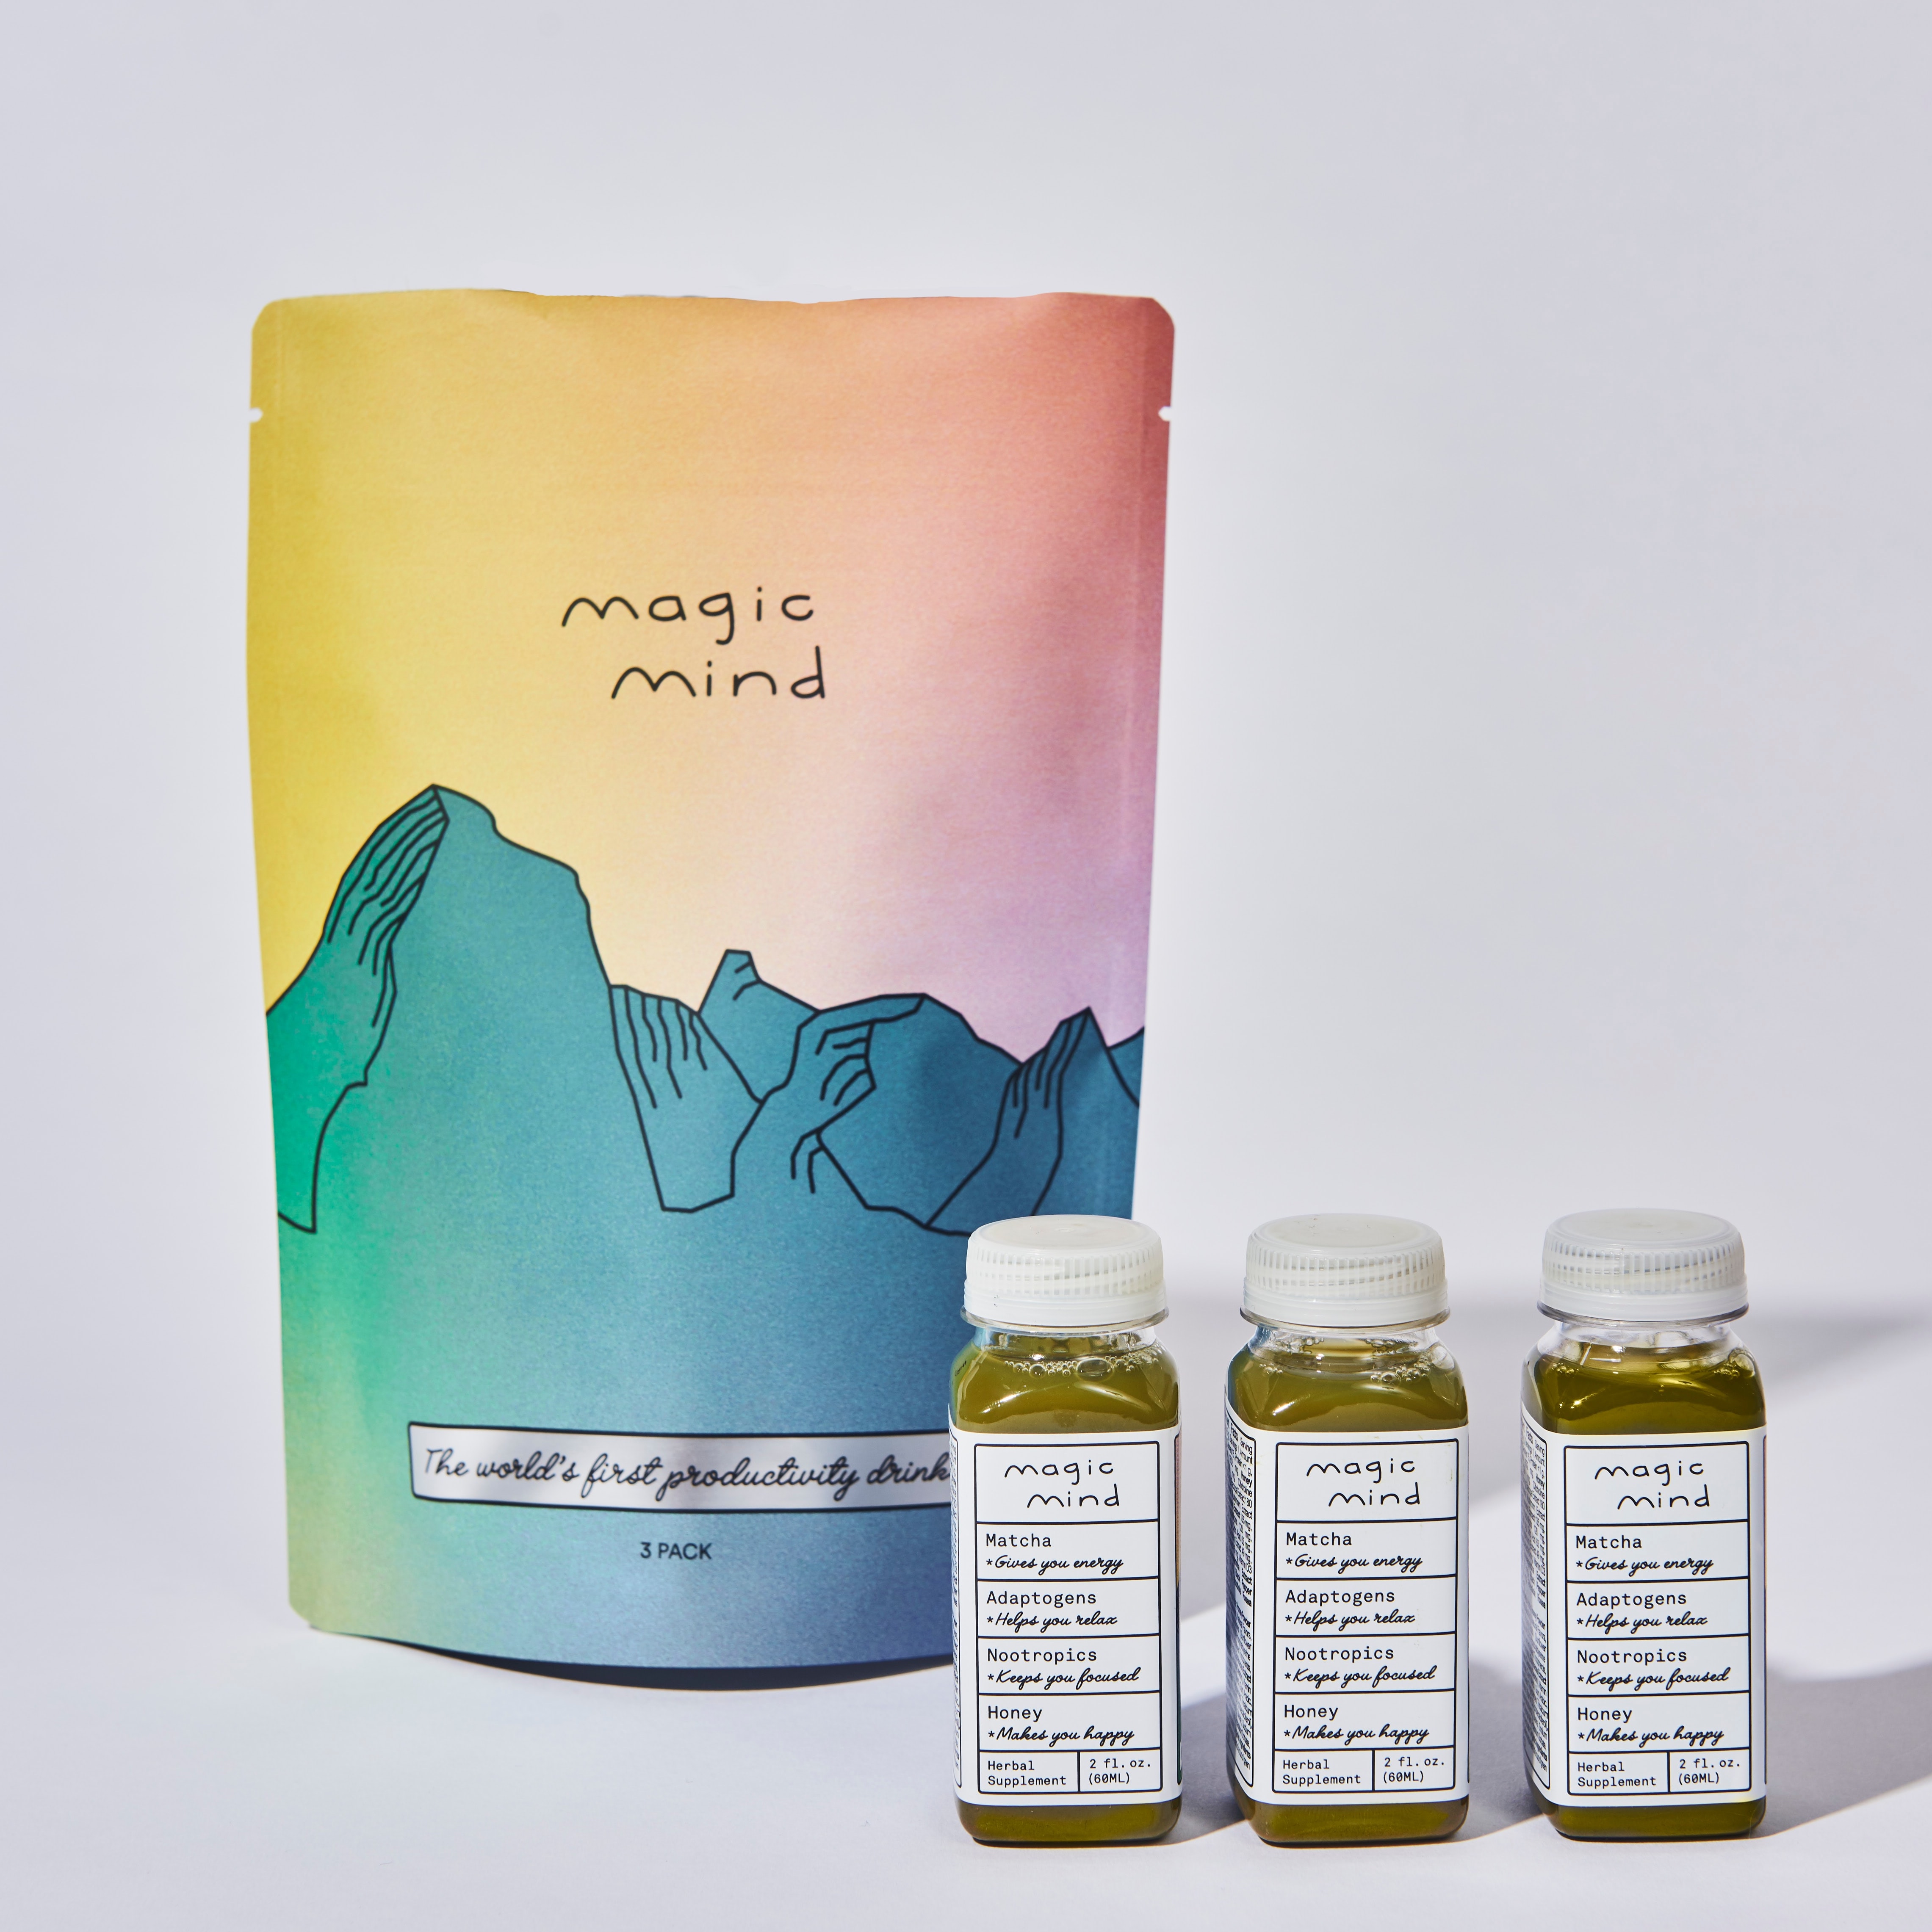 magic
mind
The world's first productivity drink
3 PACK
magic
mind
Matcha
*Gives you energy
Adaptogens
*Helps you relax
Nootropics
*Keeps you focused
Honey
*Makes you happy
Herbal
Supplement
2 fl. oz.
(60ML)
magic
mind
Matcha
*Gives you energy
Adaptogens
*Helps you relax
Nootropics
*Keeps you focused
Honey
*Makes you happy
Herbal
Supplement
2 fl. oz.
(60ML)
magic
mind
Matcha
*Gives you energy
Adaptogens
*Helps you relax
Nootropics
*Keeps you focused
Honey
*Makes you happy
Herbal
Supplement
2 fl. oz.
(60ML)